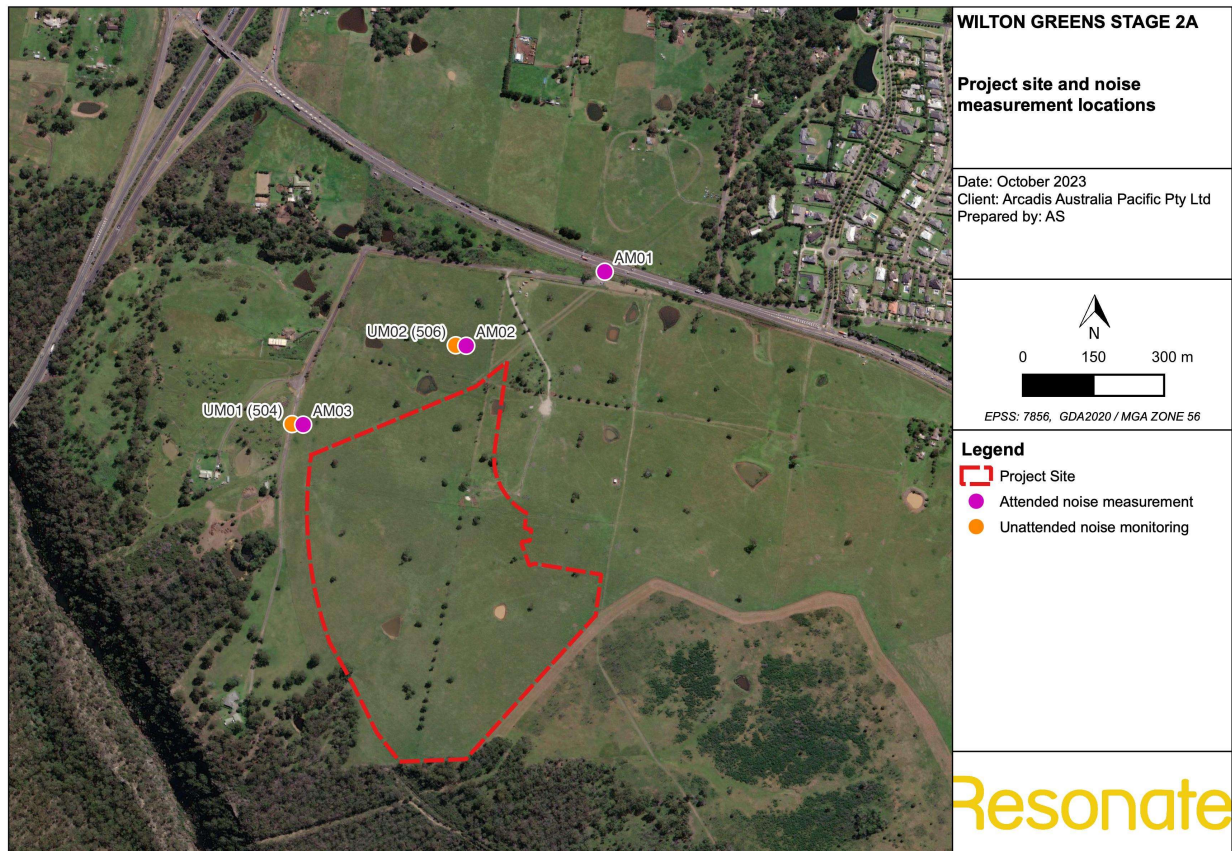 WILTON GREENS STAGE 2A
Project site and noise
measurement locations
Date: October 2023
Client: Arcadis Australia Pacific Pty Ltd
Prepared by: AS
N
0 150 300 m
EPSS: 7856, GDA2020 / MGA ZONE 56
Legend
Project Site
Attended noise measurement
Unattended noise monitoring
Resonate
AM01
UM02 (506) AM02
UM01 (504) AM03